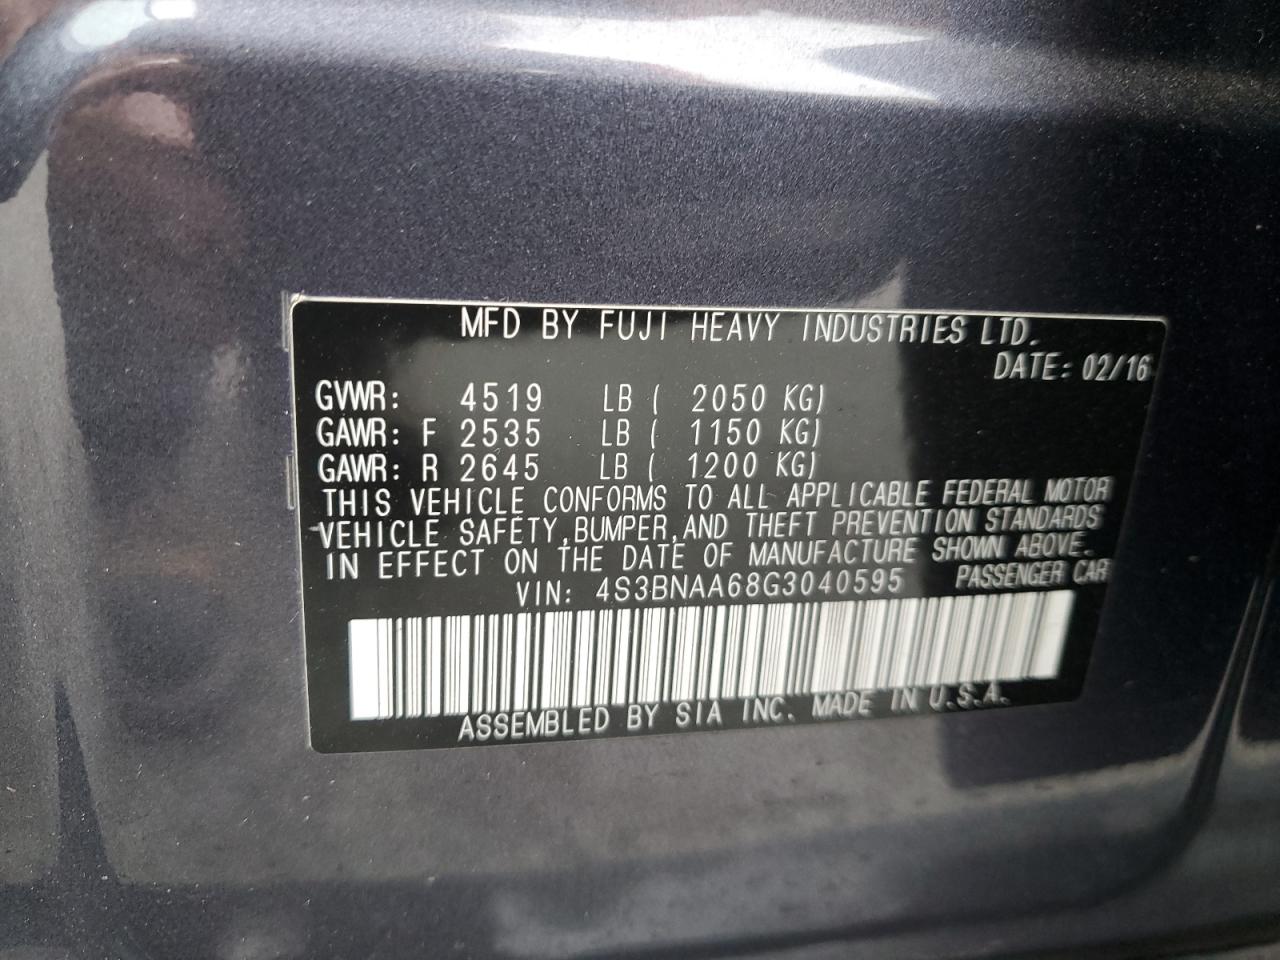 MFD BY FUJI HEAVY INDUSTRIES LTD.
DATE: 02/16
GVWR: 4519 LB ( 2050 KG)
GAWR: F 2535 LB ( 1150 KG)
GAWR: R 2645 LB ( 1200 KG)
THIS VEHICLE CONFORMS TO ALL APPLICABLE FEDERAL MOTOR
VEHICLE SAFETY,BUMPER,AND THEFT PREVENTION STANDARDS
IN EFFECT ON THE DATE OF MANUFACTURE SHOWN ABOVE.
VIN: 4S3BNAA68G3040595 PASSENGER CAR
ASSEMBLED BY SIA INC. MADE IN U.S.A.